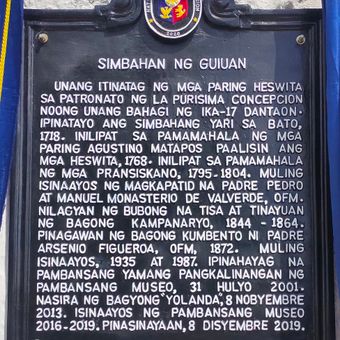 2020
SIMBAHAN NG GUIUAN
UNANG ITINATAG NG MGA PARING HESWITA
SA PATRONATO NG LA PURISIMA CONCEPCION
NOONG UNANG BAHAGI NG IKA-17 DANTAON.
IPINATAYO ANG SIMBAHANG YARI SA BATO,
1718. INILIPAT SA PAMAMAHALA NG MGA
PARING AGUSTINO MATAPOS PAALISIN ANG
MGA HESWITA, 1768. INILIPAT SA PAMAMAHALA
NG MGA PRANSISKANO, 1795-1804. MULING
ISINAAYOS NG MAGKAPATID NA PADRE PEDRO
AT MANUEL MONASTERIO DE VALVERDE, OFM.
NILAGYAN NG BUBONG NA TISA AT TINAYUAN
NG BAGONG KAMPANARYO, 1844 -1864.
PINAGAWAN NG BAGONG KUMBENTO NI PADRE
ARSENIO FIGUEROA, OFM, 1872. MULING
ISINAAYOS, 1935 AT 1987. IPINAHAYAG NA
PAMBANSANG YAMANG PANGKALINANGAN NG
PAMBANSANG MUSEO, 31 HULYO 2001.
NASIRA NG BAGYONG "YOLANDA", 8 NOBYEMBRE
2013. ISINAAYOS NG PAMBANSANG MUSEO
2016-2019. PINASINAYAAN, 8 DISYEMBRE 2019.